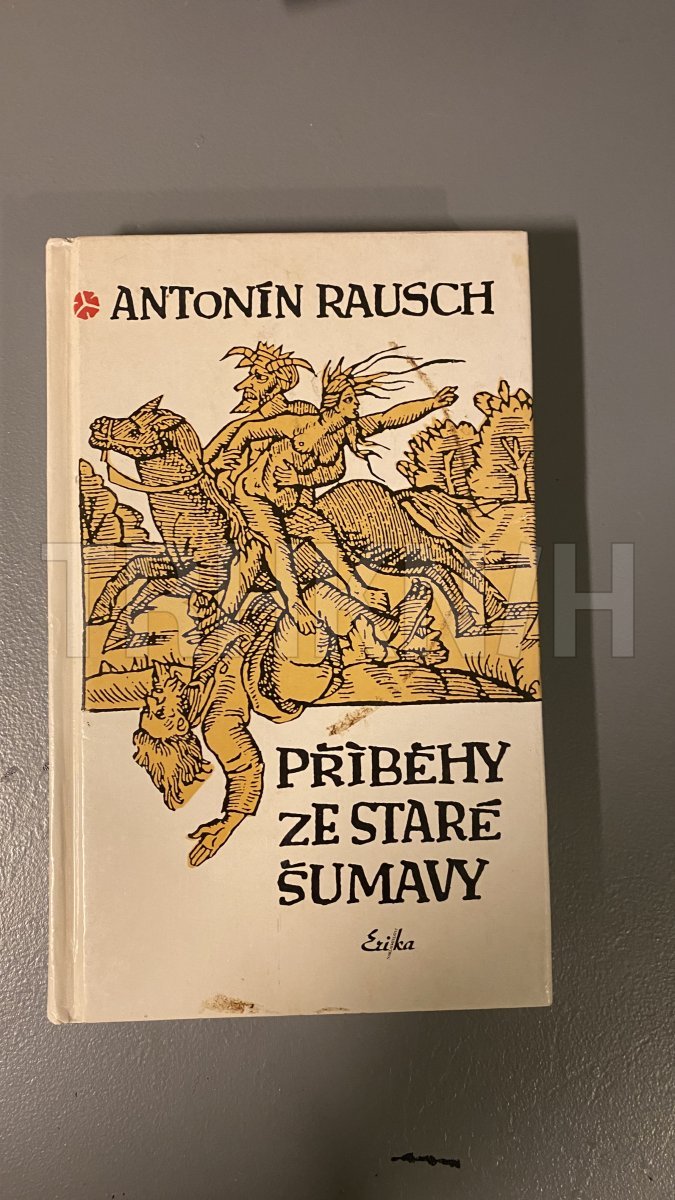 ANTONÍN RAUSCH
PŘÍBĚHY
ZE STARÉ
ŠUMAVY
Erika